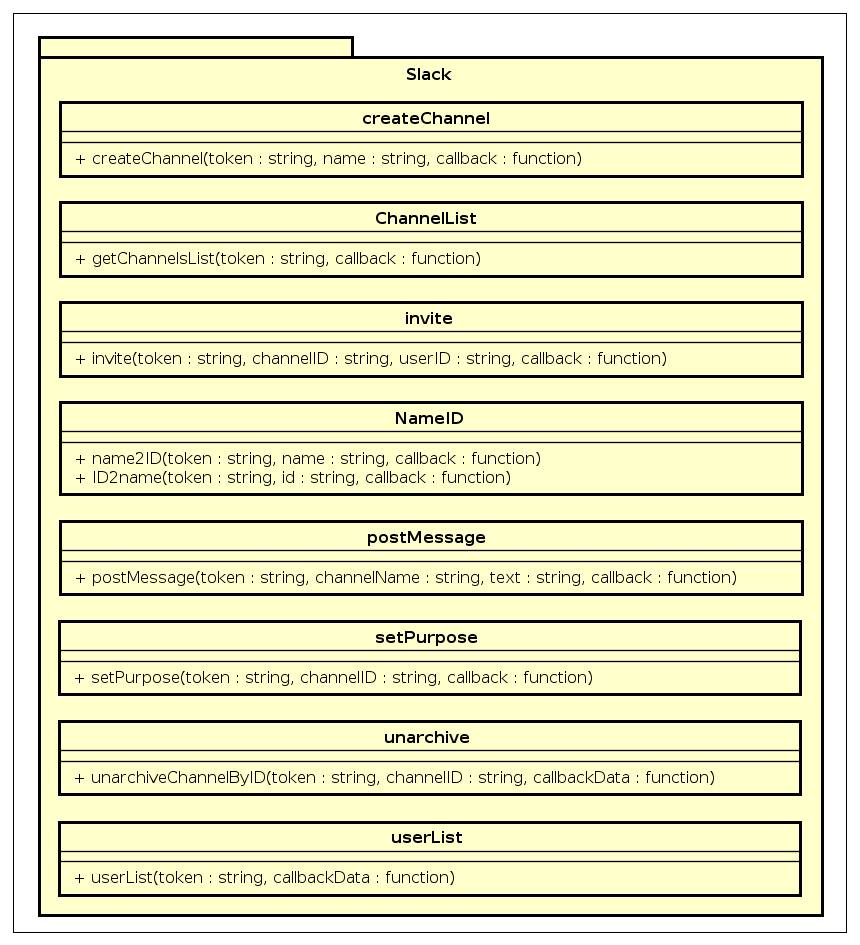 Slack
createChannel
+ createChannel(token : string, name : string, callback : function)
ChannelList
+ getChannelsList(token : string, callback : function)
invite
+ invite(token : string, channelID : string, userID : string, callback : function)
NameID
+ name2ID(token : string, name : string, callback : function)
+ ID2name(token : string, id : string, callback : function)
postMessage
+ postMessage(token : string, channelName : string, text : string, callback : function)
setPurpose
+ setPurpose(token : string, channelID : string, callback : function)
unarchive
+ unarchiveChannelByID(token : string, channelID : string, callbackData : function)
userList
+ userList(token : string, callbackData : function)